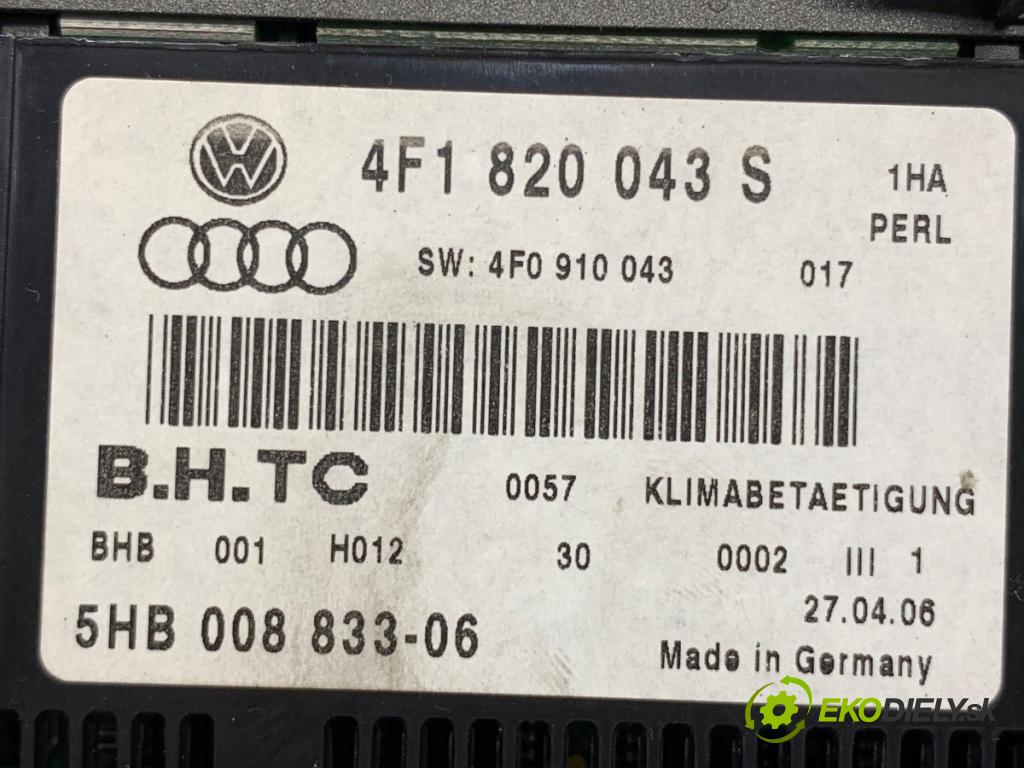 4F1 820 043 S
1HA
PERL
SW: 4F0 910 043 017
B.H.TC 0057 KLIMABETAETIGUNG
BHB 001 H012 30 0002 III 1
27.04.06
5HB 008 833-06
Made in Germany
EKODIELY.sk